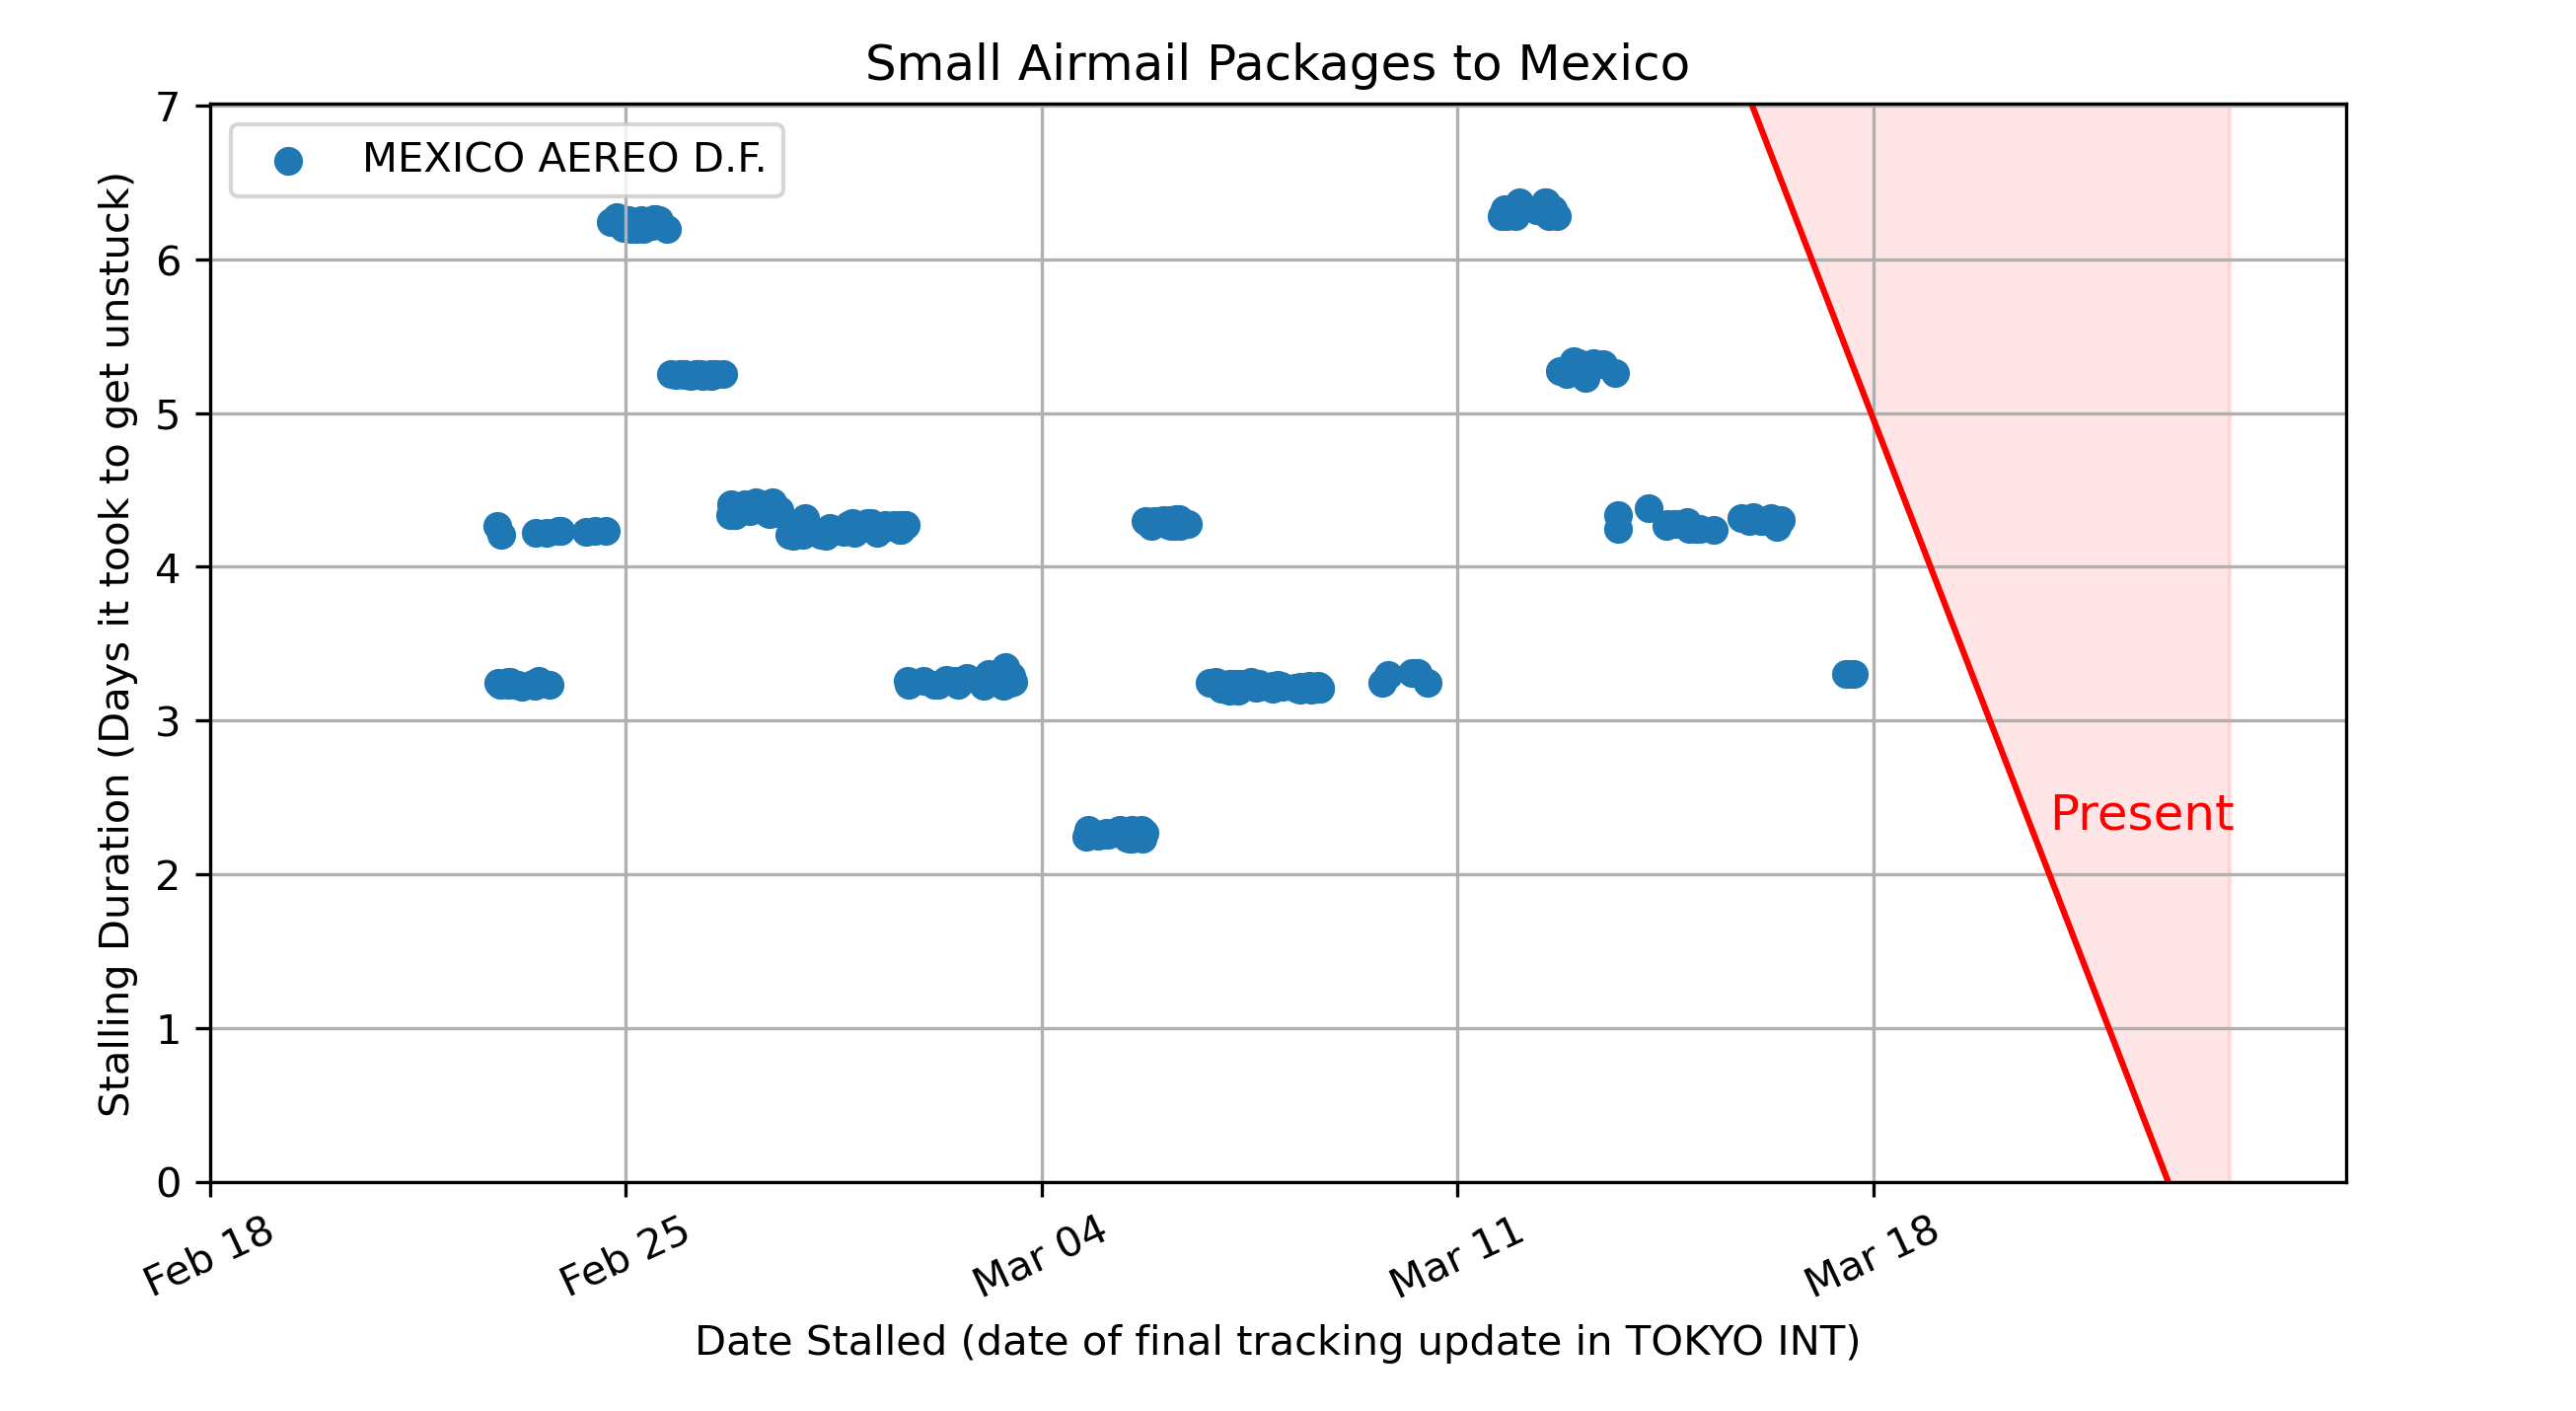 Small Airmail Packages to Mexico
MEXICO AEREO D.F.
Stalling Duration (Days it took to get unstuck)
7
6
5
4
3
2
1
0
Present
Feb 18
Feb 25
Mar 04
Mar 11
Mar 18
Date Stalled (date of final tracking update in TOKYO INT)